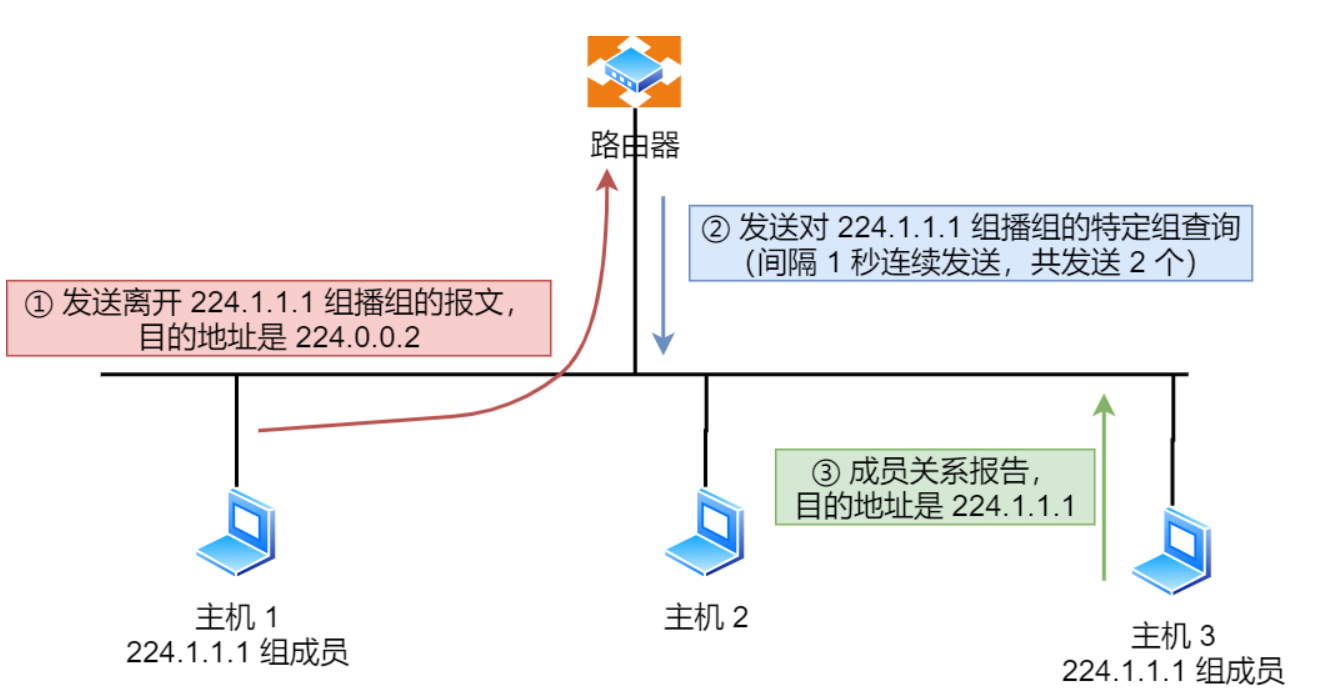 路由器
② 发送对 224.1.1.1 组播组的特定组查询
（间隔 1 秒连续发送，共发送 2 个）
① 发送离开 224.1.1.1 组播组的报文，
目的地址是 224.0.0.2
③ 成员关系报告，
目的地址是 224.1.1.1
主机 1
224.1.1.1 组成员
主机 2
主机 3
224.1.1.1 组成员